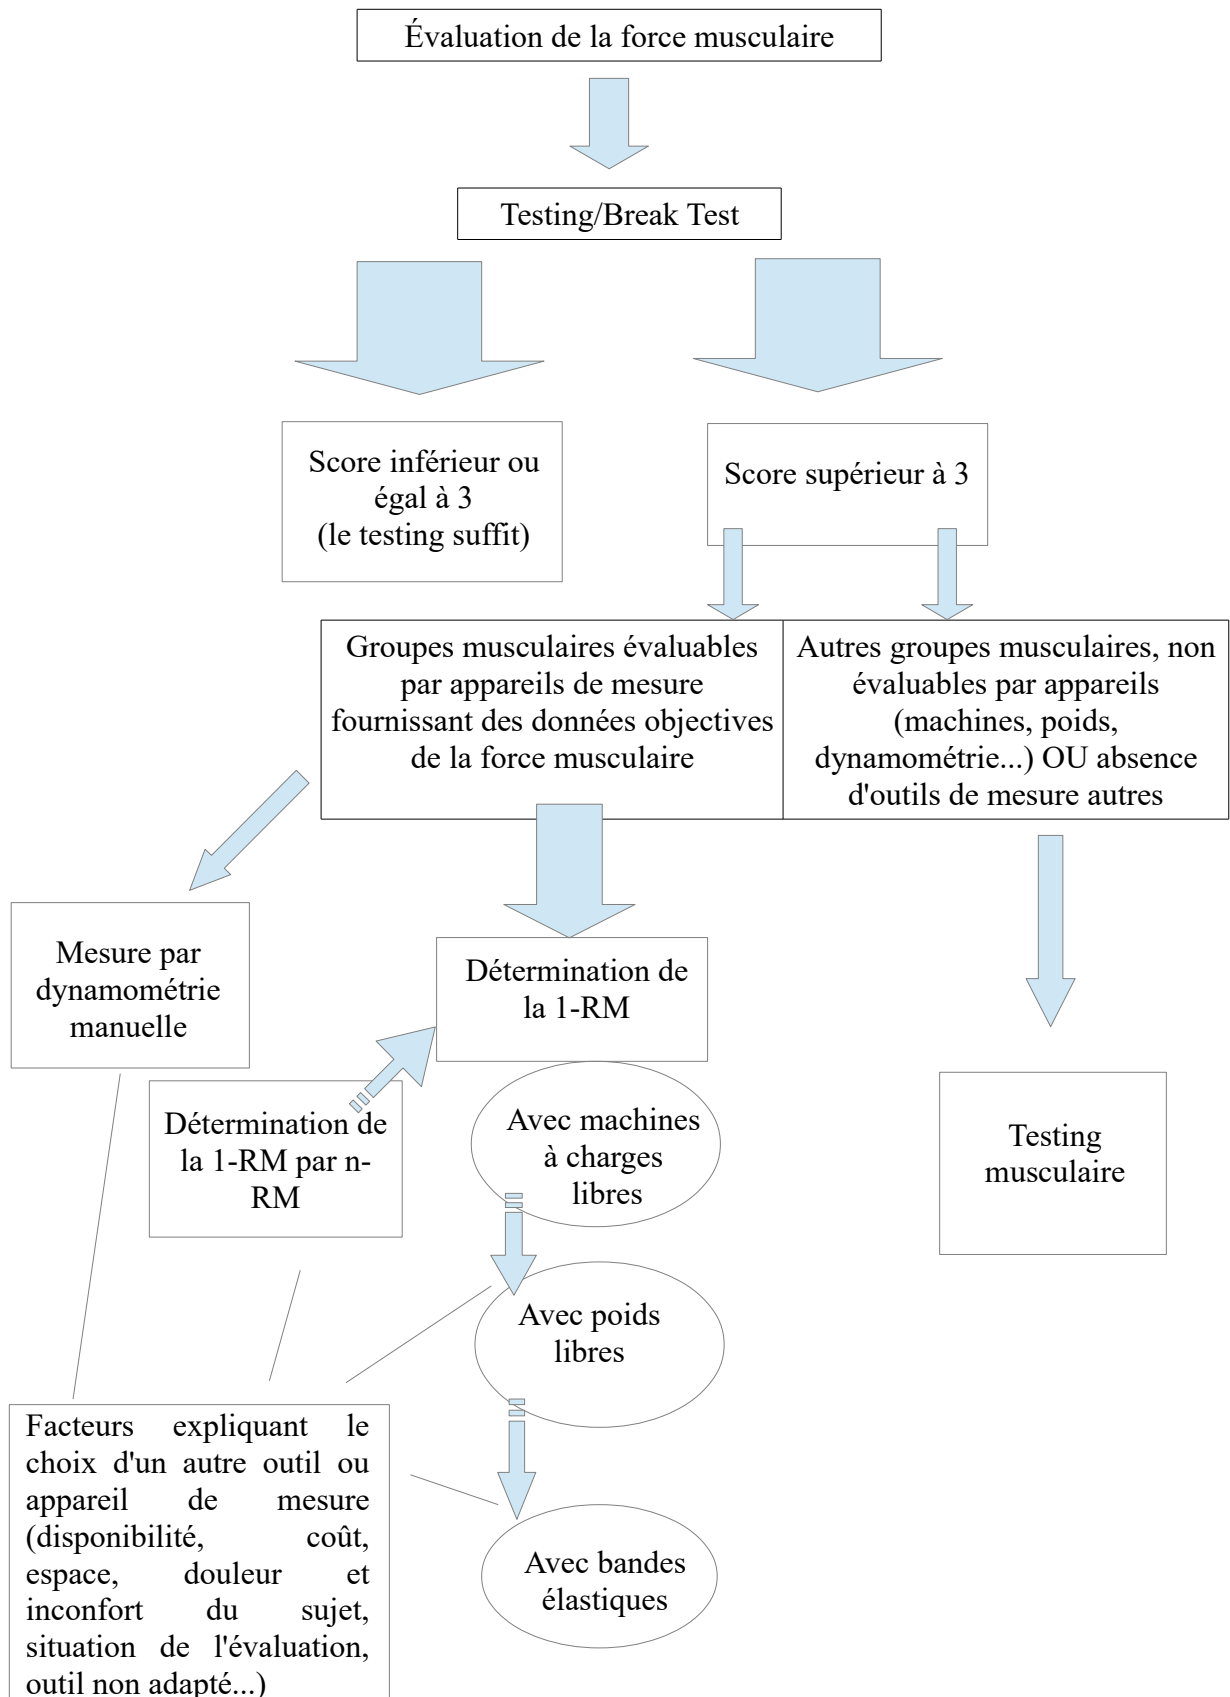 Évaluation de la force musculaire
Testing/Break Test
Score inférieur ou
égal à 3
(le testing suffit)
Score supérieur à 3
Groupes musculaires évaluables
par appareils de mesure
fournissant des données objectives
de la force musculaire
Autres groupes musculaires, non
évaluables par appareils
(machines, poids,
dynamométrie...) OU absence
d'outils de mesure autres
Mesure par
dynamométrie
manuelle
Détermination de
la 1-RM
Détermination de
la 1-RM par n-
RM
Avec machines
à charges
libres
Testing
musculaire
Avec poids
libres
Facteurs expliquant le
choix d'un autre outil ou
appareil de mesure
(disponibilité, coût,
espace, douleur et
inconfort du sujet,
situation de l'évaluation,
outil non adapté...)
Avec bandes
élastiques